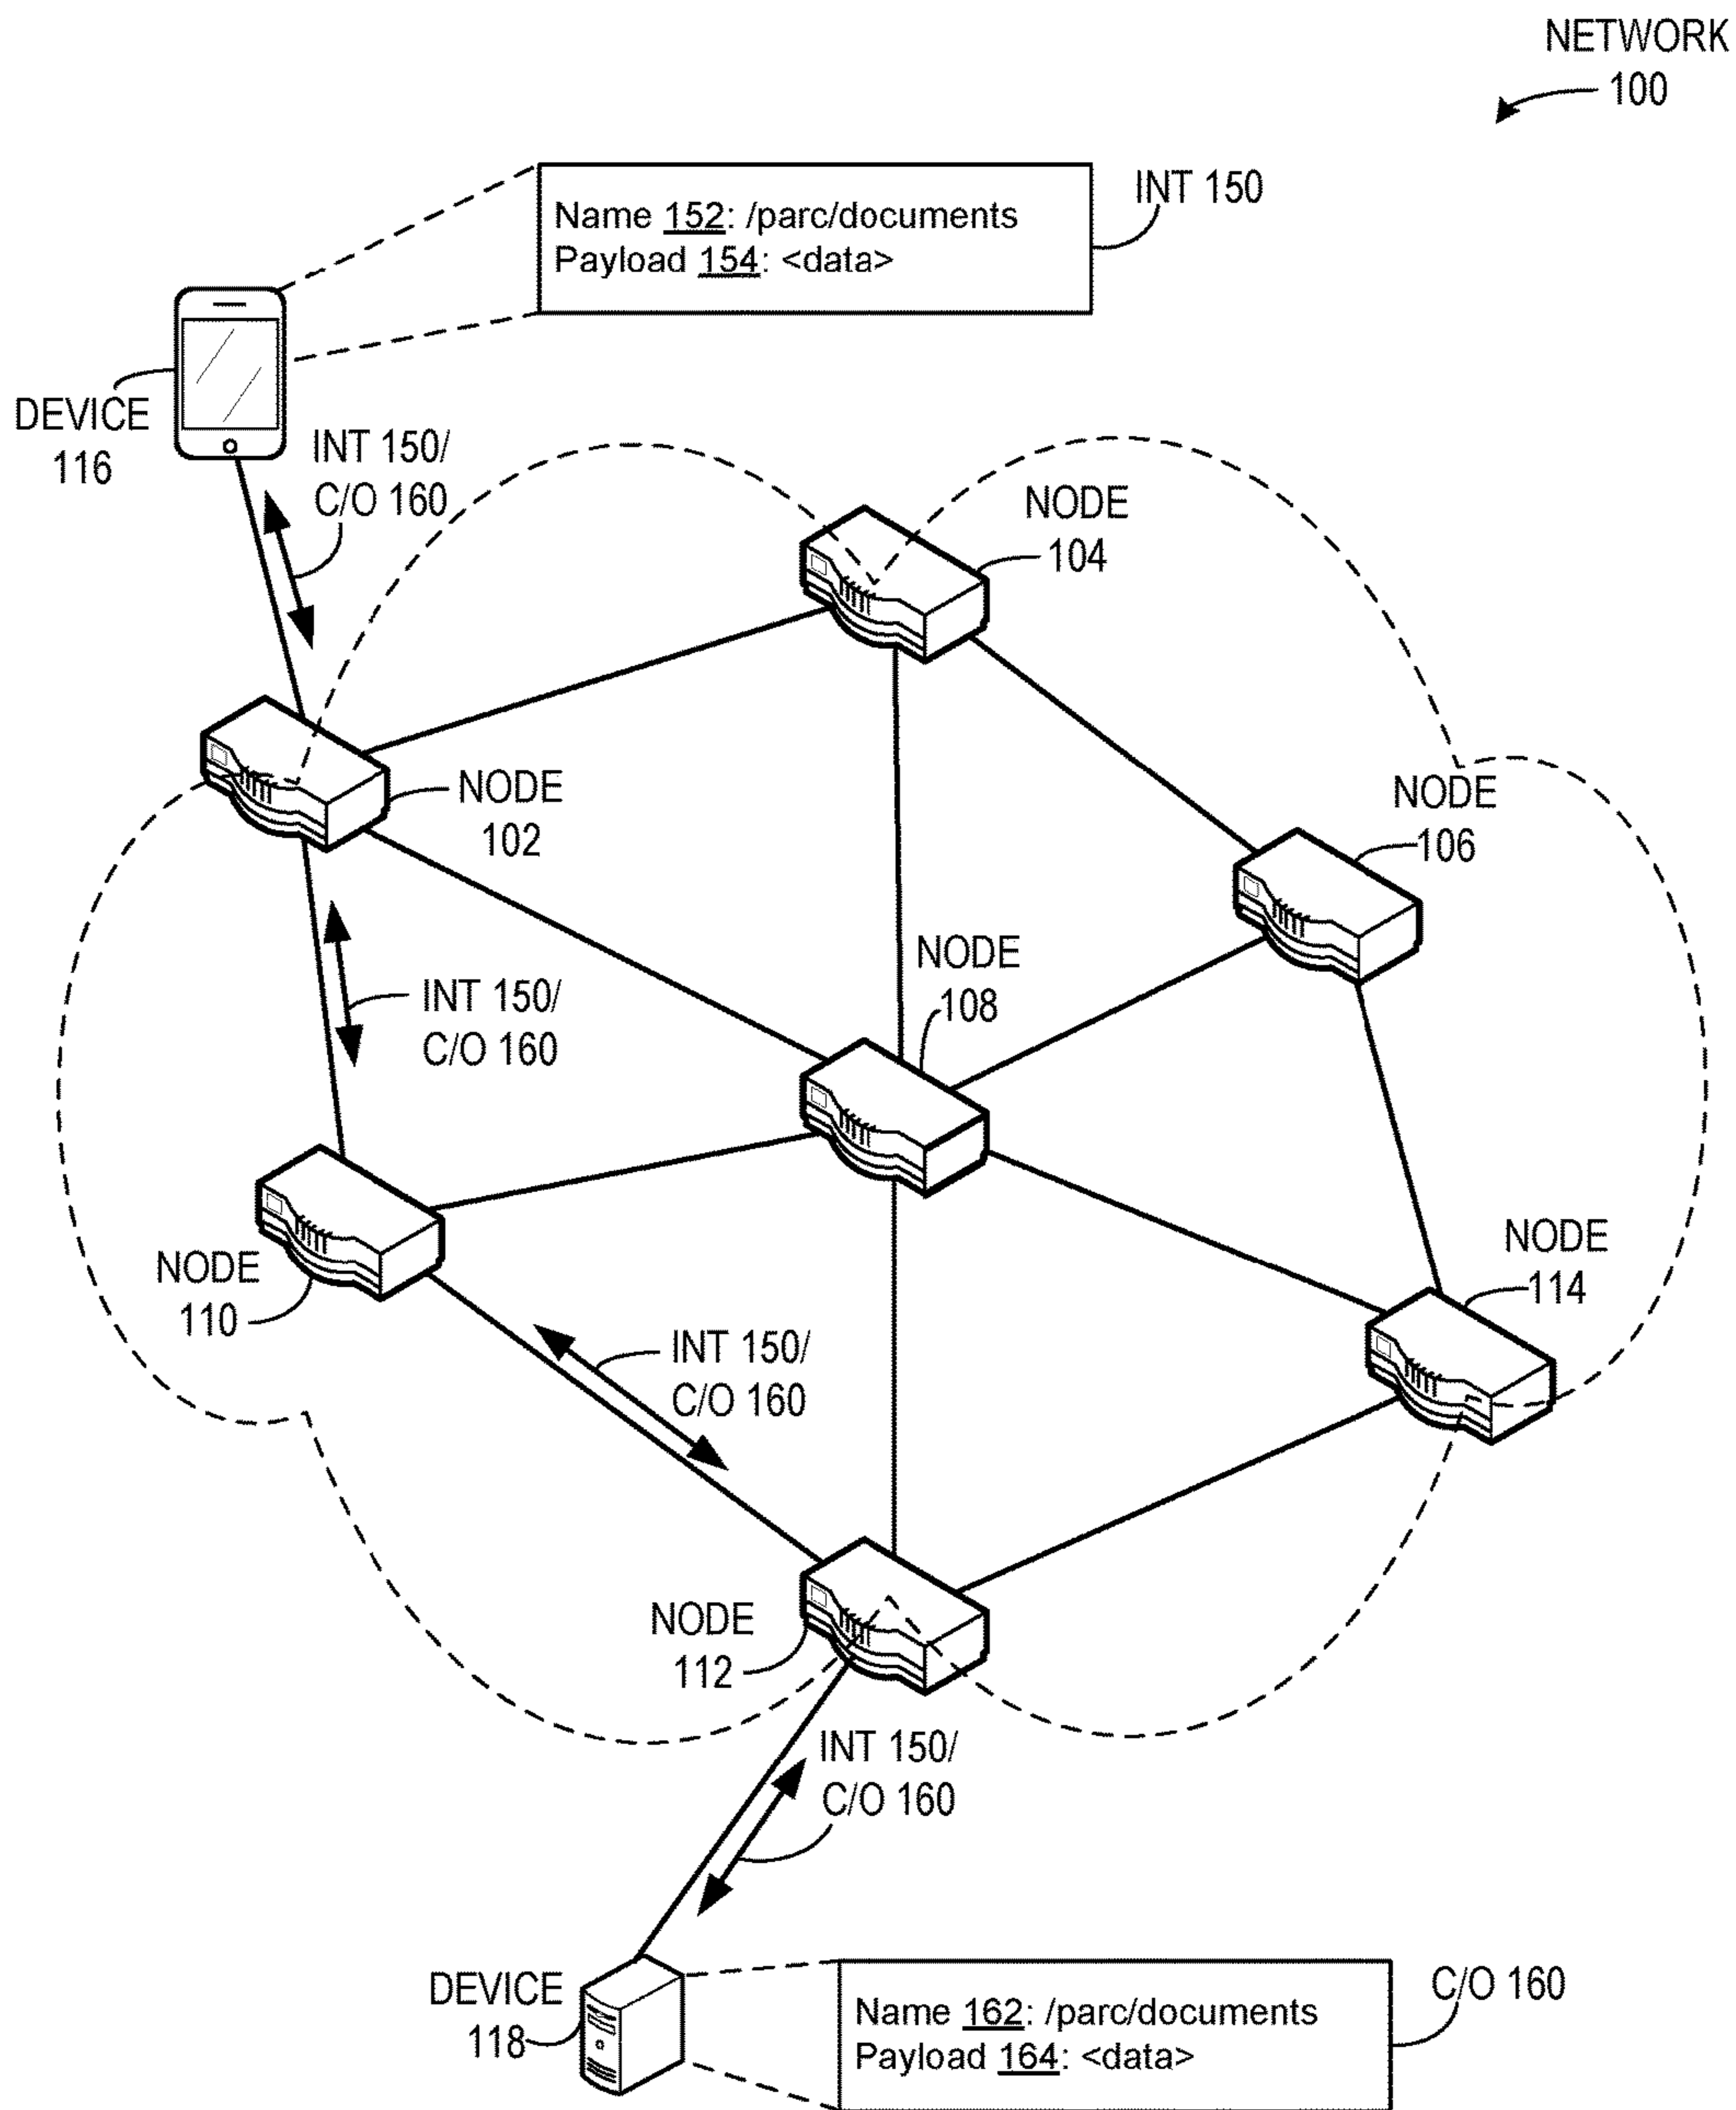 NETWORK
100
INT 150
Name 152: /parc/documents
Payload 154: <data>
DEVICE
116
INT 150/
C/O 160
NODE
104
NODE
102
NODE
106
NODE
108
INT 150/
C/O 160
NODE
110
NODE
114
INT 150/
C/O 160
NODE
112
INT 150/
C/O 160
DEVICE
118
C/O 160
Name 162: /parc/documents
Payload 164: <data>